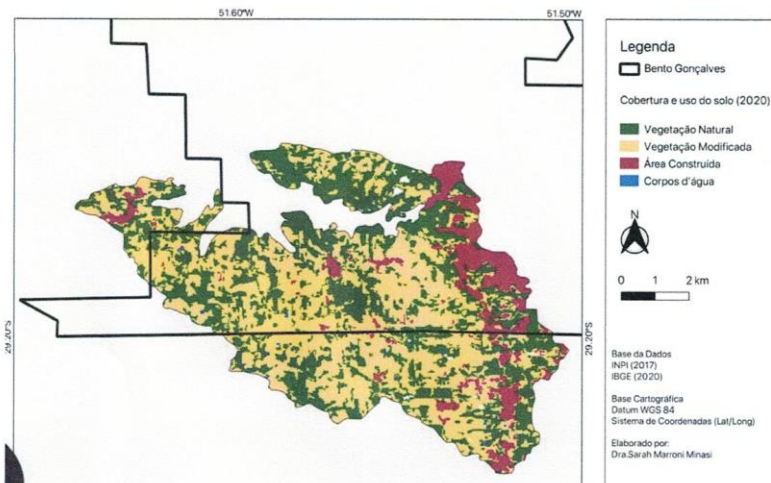 51.60°W
51.50°W
29.20°S
29.20°S
Legenda
Bento Gonçalves
Cobertura e uso do solo (2020)
Vegetação Natural
Vegetação Modificada
Área Construída
Corpos d'água
N
0 1 2 km
Base da Dados
INPI (2017)
IBGE (2020)
Base Cartográfica
Datum WGS 84
Sistema de Coordenadas (Lat/Long)
Elaborado por:
Dra.Sarah Marroni Minasi